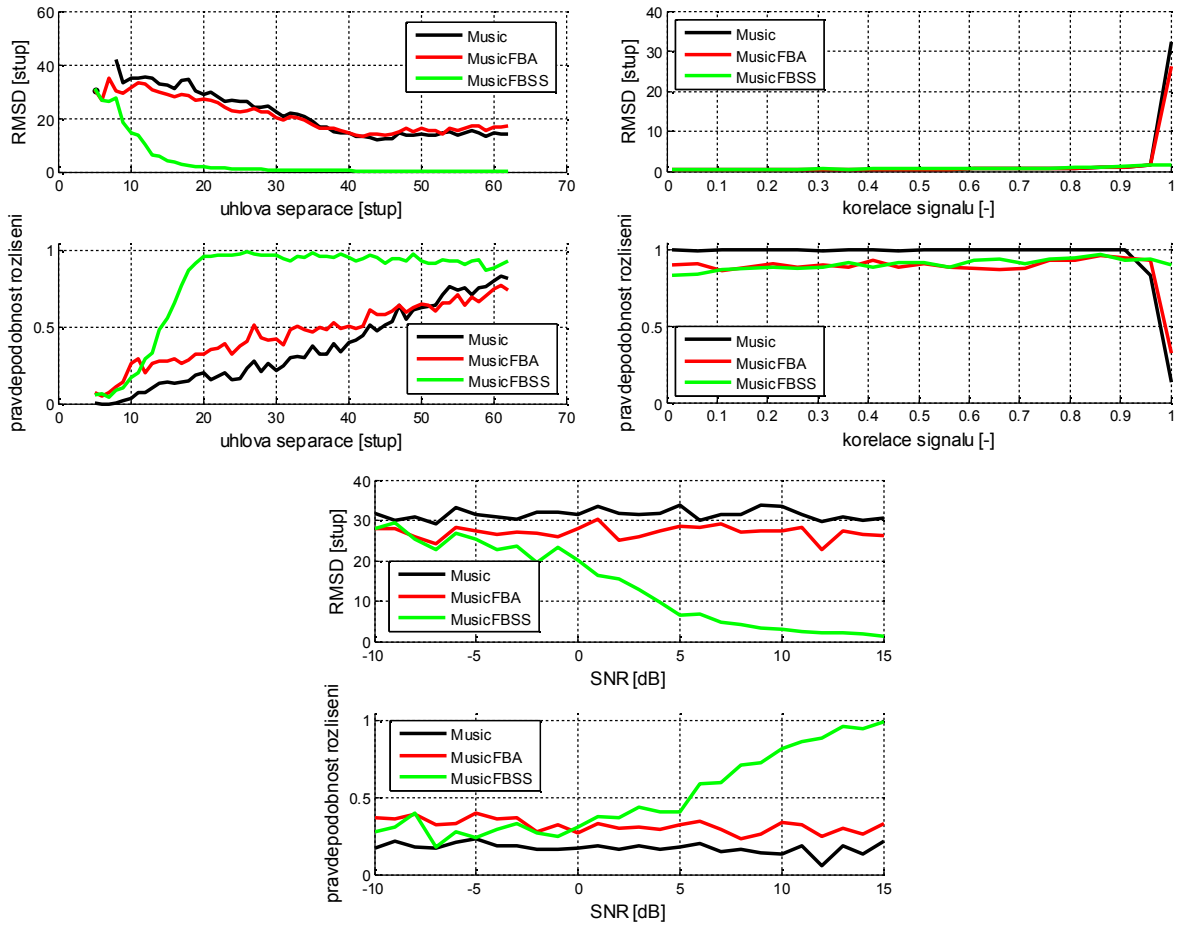 60
40
20
0
RMSD [stup]
Music
MusicFBA
MusicFBSS
0 10 20 30 40 50 60 70
uhlova separace [stup]
40
30
20
10
0
RMSD [stup]
Music
MusicFBA
MusicFBSS
0 0.1 0.2 0.3 0.4 0.5 0.6 0.7 0.8 0.9 1
korelace signalu [-]
1
0.5
0
pravdepodobnost rozliseni
Music
MusicFBA
MusicFBSS
0 10 20 30 40 50 60 70
uhlova separace [stup]
1
0.5
0
pravdepodobnost rozliseni
Music
MusicFBA
MusicFBSS
0 0.1 0.2 0.3 0.4 0.5 0.6 0.7 0.8 0.9 1
korelace signalu [-]
40
30
20
10
0
RMSD [stup]
Music
MusicFBA
MusicFBSS
-10 -5 0 5 10 15
SNR [dB]
1
0.5
0
pravdepodobnost rozliseni
Music
MusicFBA
MusicFBSS
-10 -5 0 5 10 15
SNR [dB]